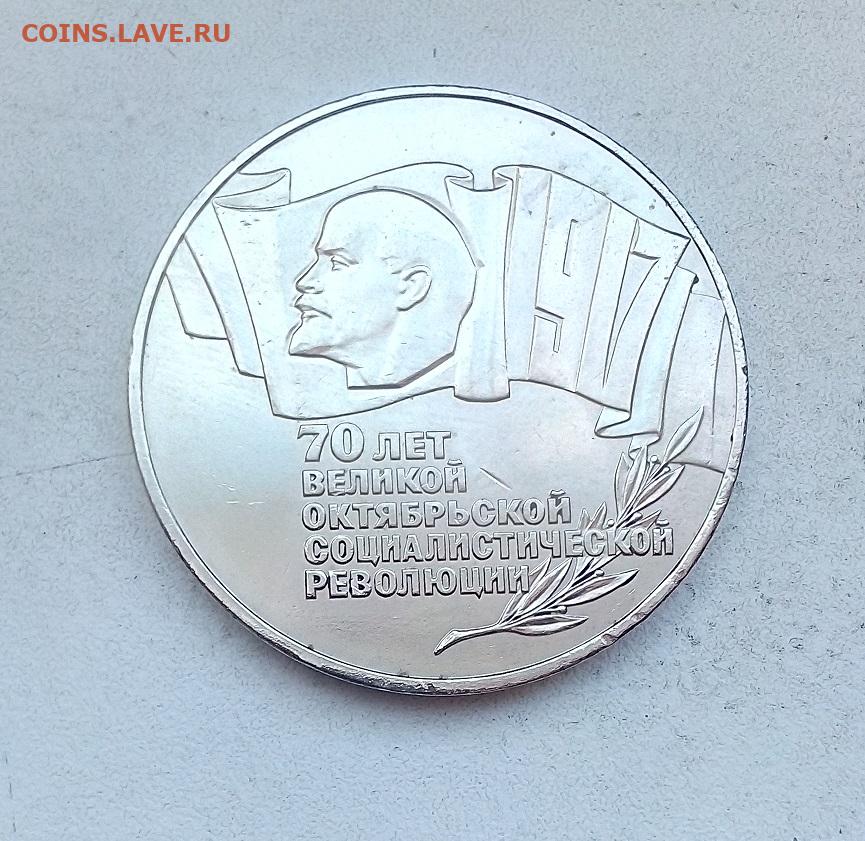 COINS.LAVE.RU
1917
70 ЛЕТ
ВЕЛИКОЙ
ОКТЯБРЬСКОЙ
СОЦИАЛИСТИЧЕСКОЙ
РЕВОЛЮЦИИ